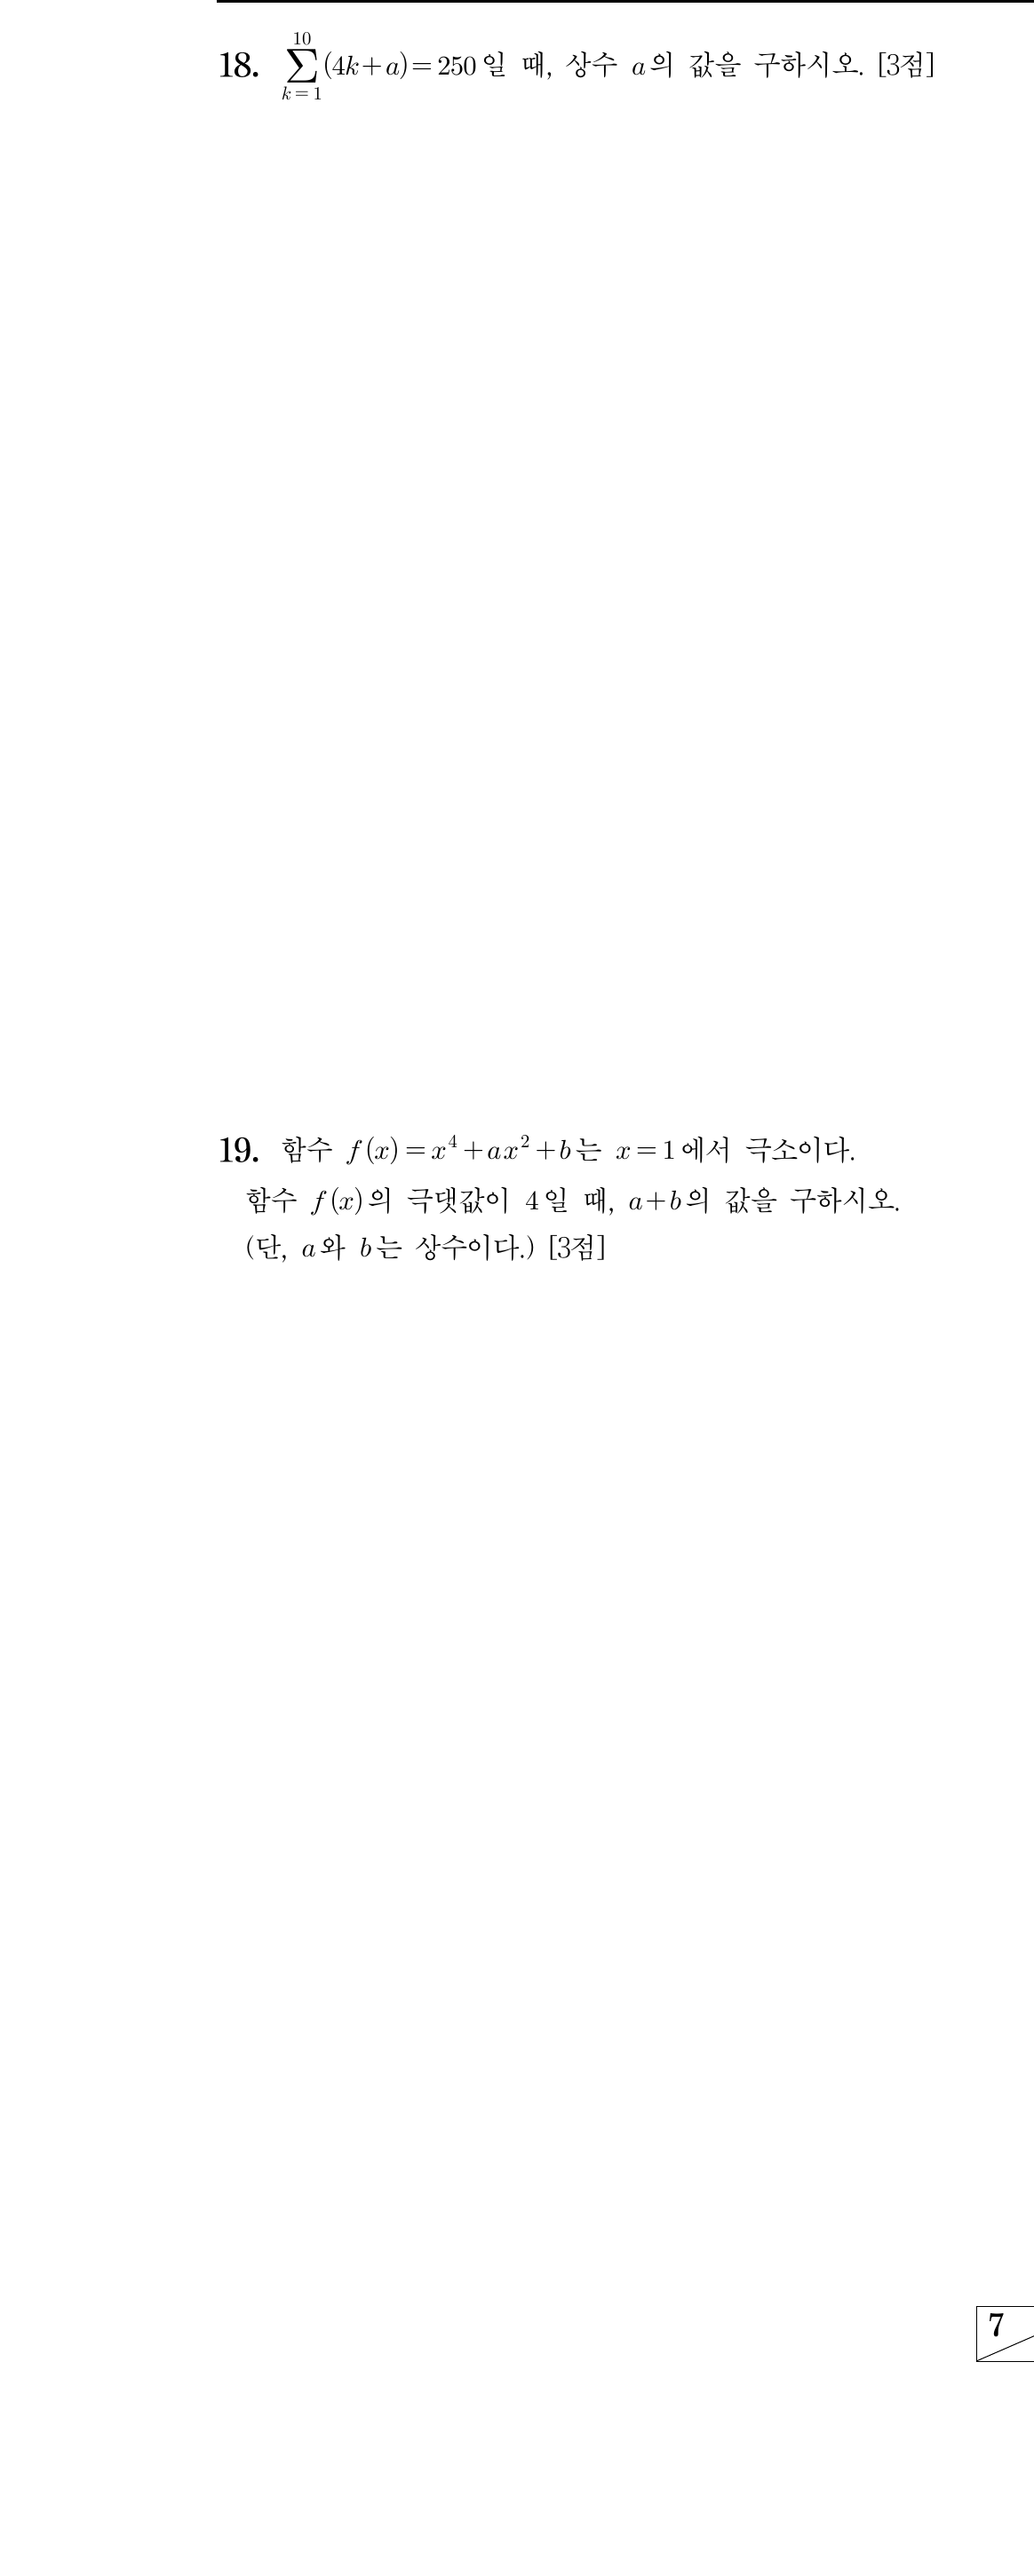 18. $\sum_{k=1}^{10}(4k+a)=250$ 일 때, 상수 $a$의 값을 구하시오. [3점]
19. 함수 $f(x)=x^4+ax^2+b$는 $x=1$에서 극소이다.
함수 $f(x)$의 극댓값이 4일 때, $a+b$의 값을 구하시오.
(단, $a$와 $b$는 상수이다.) [3점]
7